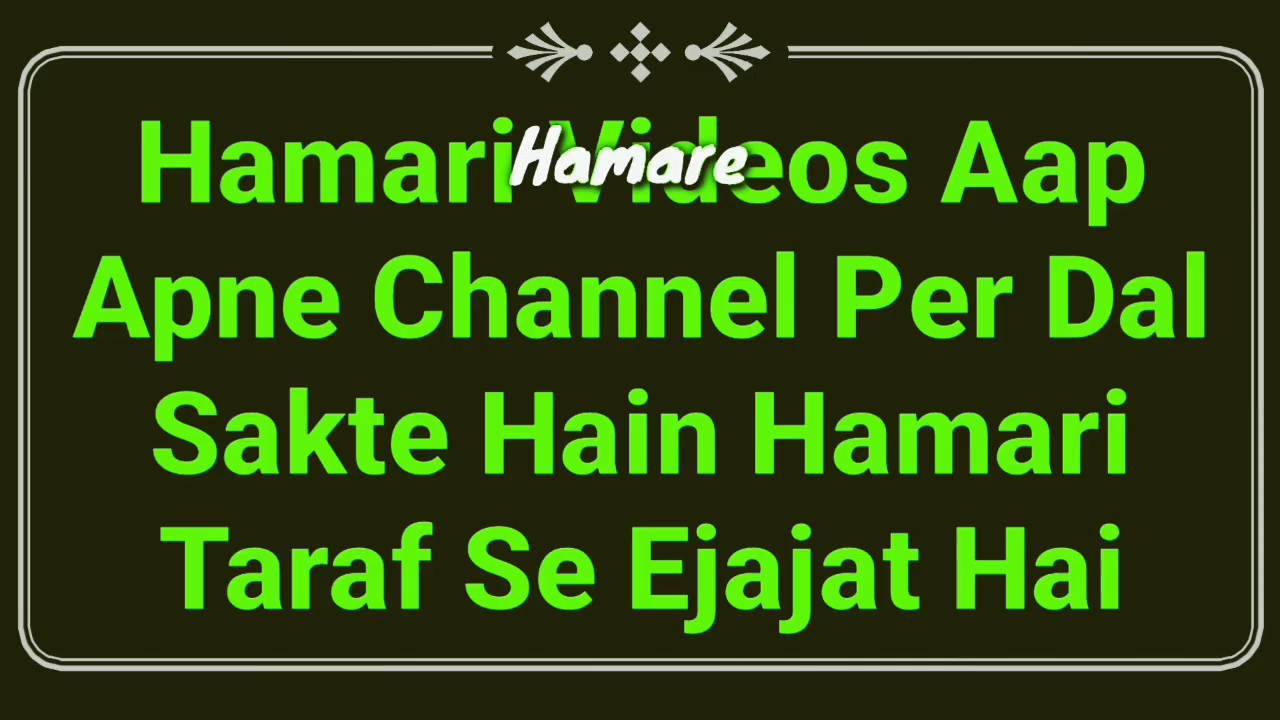 Hamari Videos Aap
Hamare
Apne Channel Per Dal
Sakte Hain Hamari
Taraf Se Ejajat Hai